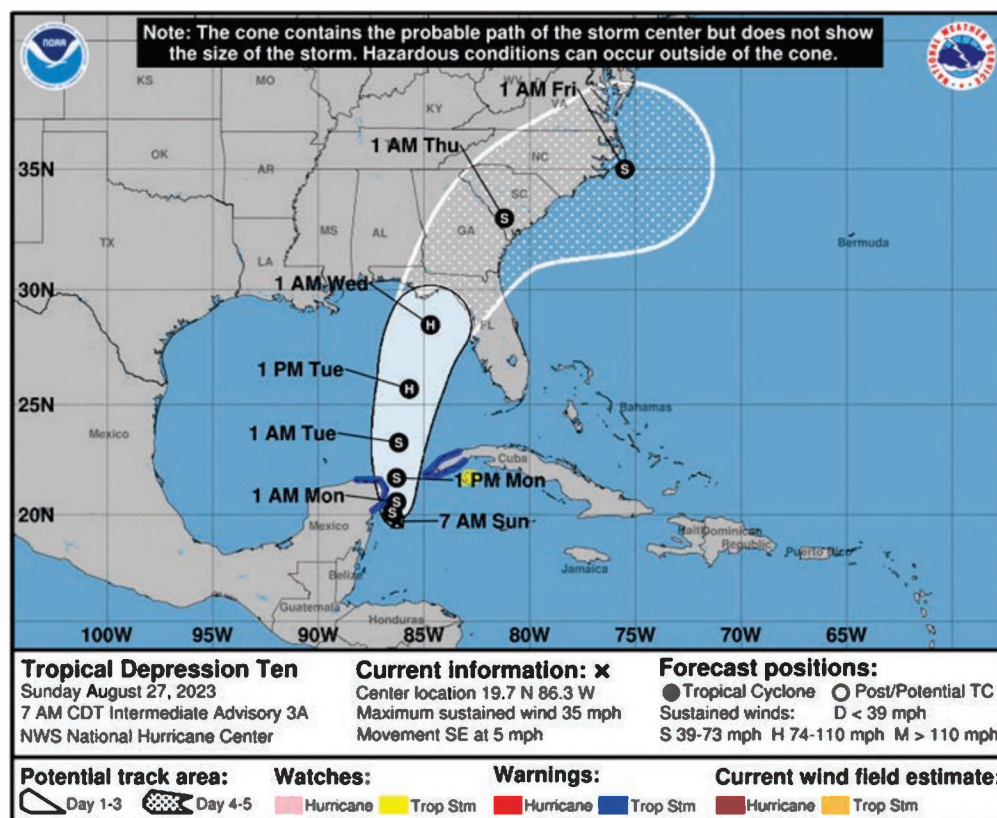 Note: The cone contains the probable path of the storm center but does not show
the size of the storm. Hazardous conditions can occur outside of the cone.
NOAA
NATIONAL WEATHER SERVICE
1 AM Fri
KS
MO
WV
VA
KY
1 AM Thu
OK
AR
NC
35N
SC
TX
MS
AL
GA
LA
Bermuda
1 AM Wed
30N
FL
1 PM Tue
25N
Mexico
Bahamas
1 AM Tue
Cuba
1 PM Mon
1 AM Mon
20N
Mexico
7 AM Sun
Haiti
Dominican
Republic
Puerto Rico
Jamaica
Belize
Guatemala
Honduras
100W 95W 90W 85W 80W 75W 70W 65W
S
S
H
H
S
S
S
S
Tropical Depression Ten
Sunday August 27, 2023
7 AM CDT Intermediate Advisory 3A
NWS National Hurricane Center
Current information: x
Center location 19.7 N 86.3 W
Maximum sustained wind 35 mph
Movement SE at 5 mph
Forecast positions:
Tropical Cyclone Post/Potential TC
Sustained winds: D < 39 mph
S 39-73 mph H 74-110 mph M > 110 mph
Potential track area:
Day 1-3 Day 4-5
Watches:
Hurricane Trop Stm
Warnings:
Hurricane Trop Stm
Current wind field estimate:
Hurricane Trop Stm